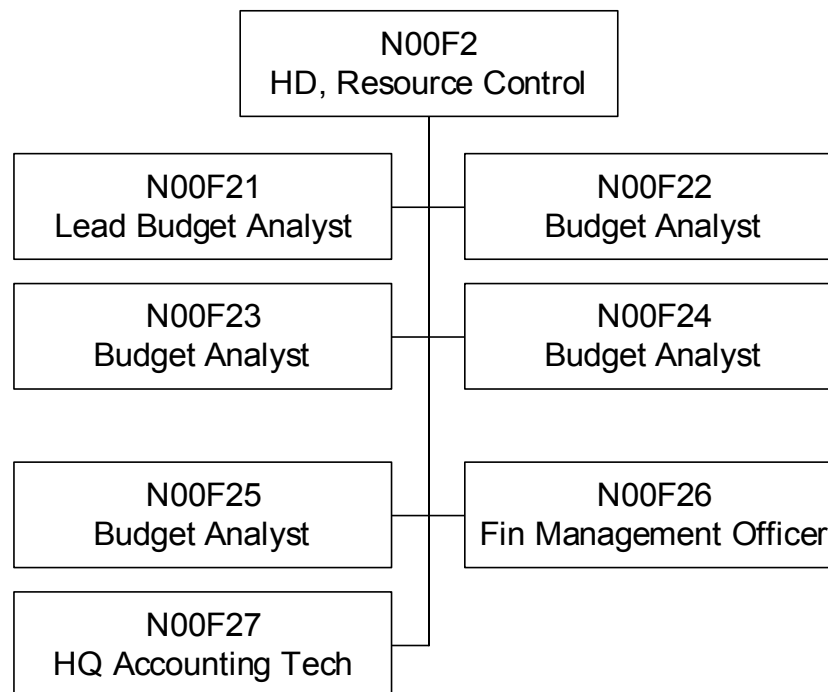 N00F2
HD, Resource Control
N00F21
Lead Budget Analyst
N00F22
Budget Analyst
N00F23
Budget Analyst
N00F24
Budget Analyst
N00F25
Budget Analyst
N00F26
Fin Management Officer
N00F27
HQ Accounting Tech